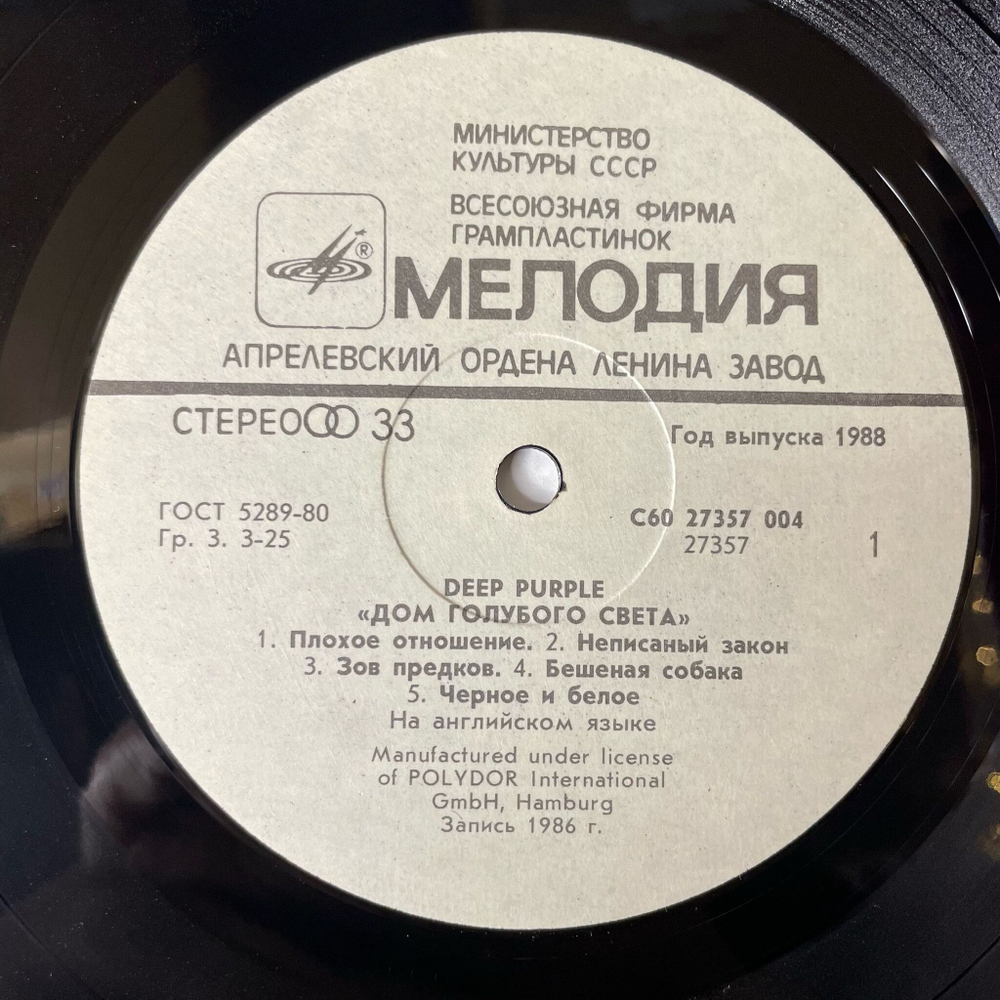 МИНИСТЕРСТВО
КУЛЬТУРЫ СССР
ВСЕСОЮЗНАЯ ФИРМА
ГРАМПЛАСТИНОК
®
МЕЛОДИЯ
АПРЕЛЕВСКИЙ ОРДЕНА ЛЕНИНА ЗАВОД
СТЕРЕО 33
Год выпуска 1988
ГОСТ 5289-80
Гр. 3. 3-25
С60 27357 004
27357
1
DEEP PURPLE
«ДОМ ГОЛУБОГО СВЕТА»
1. Плохое отношение. 2. Неписаный закон
3. Зов предков. 4. Бешеная собака
5. Черное и белое
На английском языке
Manufactured under license
of POLYDOR International
GmbH, Hamburg
Запись 1986 г.